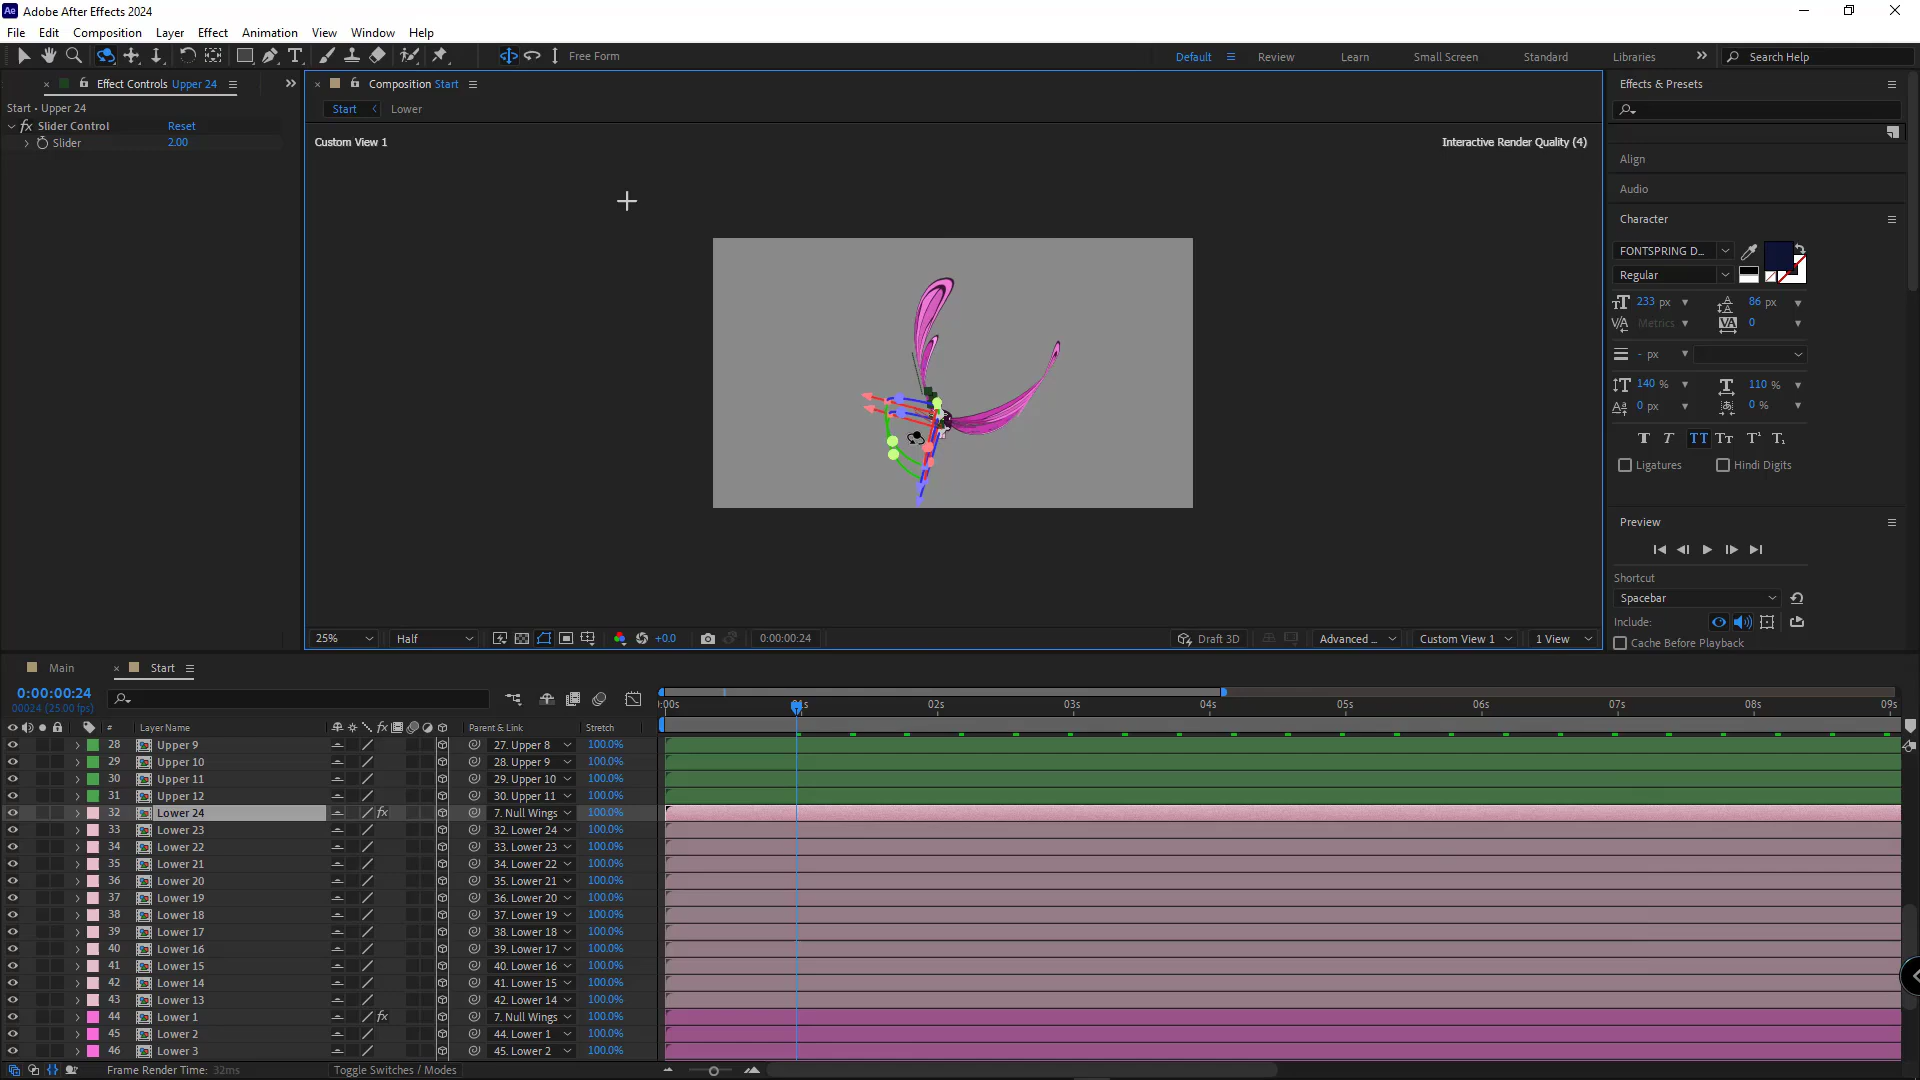 Ae Adobe After Effects 2024
File Edit Composition Layer Effect Animation View Window Help
Free Form
Default Review Learn Small Screen Standard Libraries Search Help
Effect Controls Upper 24
Start • Upper 24
fx Slider Control Reset
Slider 2.00
Composition Start
Start Lower
Custom View 1
Interactive Render Quality (4)
25% Half +0.0 0:00:00:24 Draft 3D Advanced ... Custom View 1 1 View
Effects & Presets
Align
Audio
Character
FONTSPRING D...
Regular
233 px 86 px
Metrics 0
- px
140 % 110 %
0 px 0 %
Ligatures Hindi Digits
Preview
Shortcut
Spacebar
Include:
Cache Before Playback
Main Start
0:00:00:24
00024 (25.00 fps)
:00s 01s 02s 03s 04s 05s 06s 07s 08s 09s
# Layer Name Parent & Link Stretch
28 Upper 9 27. Upper 8 100.0%
29 Upper 10 28. Upper 9 100.0%
30 Upper 11 29. Upper 10 100.0%
31 Upper 12 30. Upper 11 100.0%
32 Lower 24 fx 7. Null Wings 100.0%
33 Lower 23 32. Lower 24 100.0%
34 Lower 22 33. Lower 23 100.0%
35 Lower 21 34. Lower 22 100.0%
36 Lower 20 35. Lower 21 100.0%
37 Lower 19 36. Lower 20 100.0%
38 Lower 18 37. Lower 19 100.0%
39 Lower 17 38. Lower 18 100.0%
40 Lower 16 39. Lower 17 100.0%
41 Lower 15 40. Lower 16 100.0%
42 Lower 14 41. Lower 15 100.0%
43 Lower 13 42. Lower 14 100.0%
44 Lower 1 fx 7. Null Wings 100.0%
45 Lower 2 44. Lower 1 100.0%
46 Lower 3 45. Lower 2 100.0%
Frame Render Time: 32ms Toggle Switches / Modes